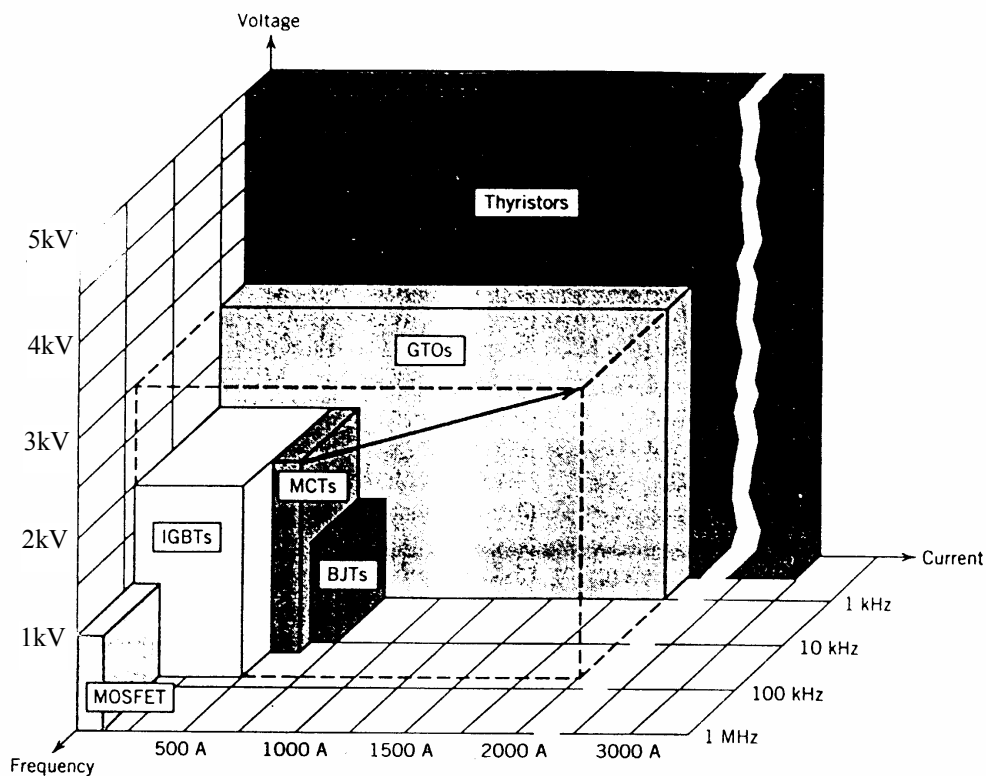 Voltage
Thyristors
5kV
4kV
GTOs
3kV
MCTs
IGBTs
2kV
BJTs
Current
1 kHz
1kV
10 kHz
100 kHz
MOSFET
1 MHz
500 A
1000 A
1500 A
2000 A
3000 A
Frequency